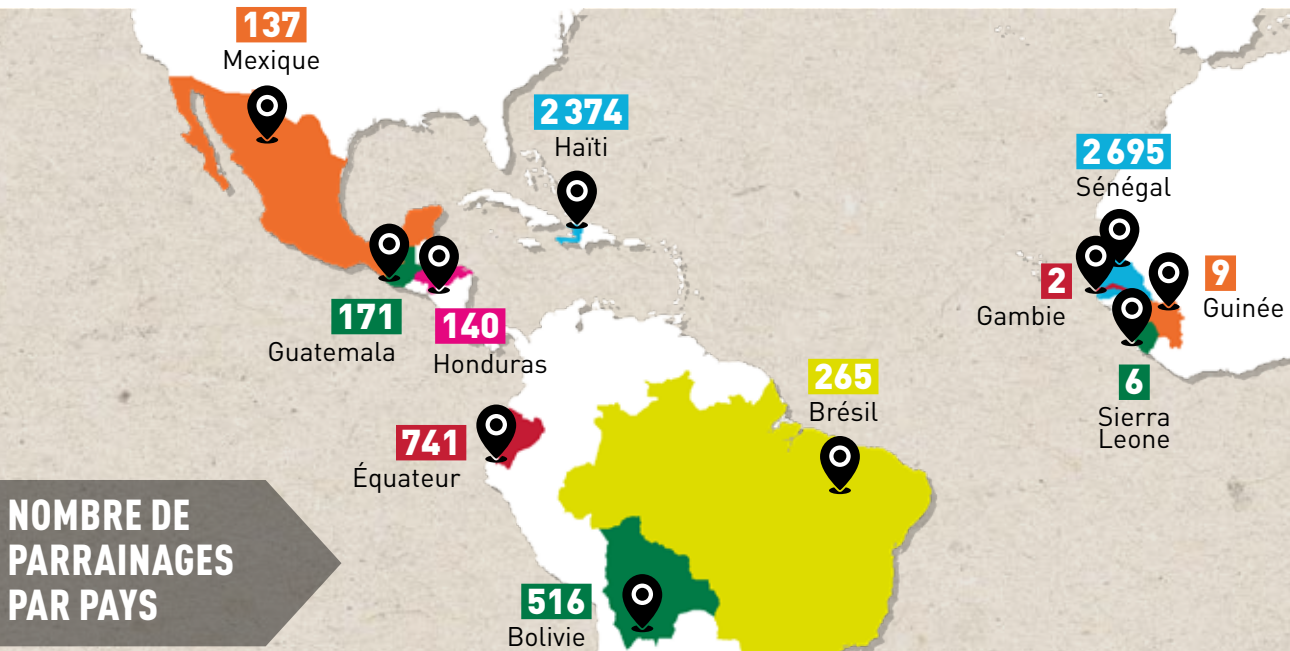 137
Mexique
2 374
Haïti
2 695
Sénégal
9
Guinée
2
Gambie
171
Guatemala
140
Honduras
6
Sierra
Leone
265
Brésil
741
Équateur
516
Bolivie
NOMBRE DE
PARRAINAGES
PAR PAYS